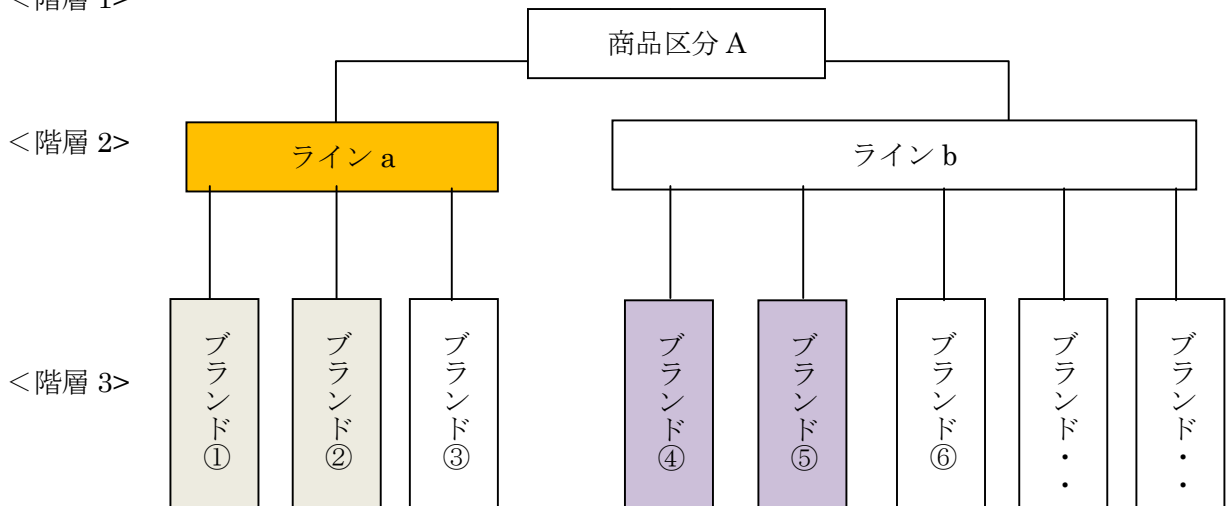 ＜階層 1>
商品区分 A
＜階層 2>
ライン a
ライン b
＜階層 3>
ブランド①
ブランド②
ブランド③
ブランド④
ブランド⑤
ブランド⑥
ブランド・・
ブランド・・